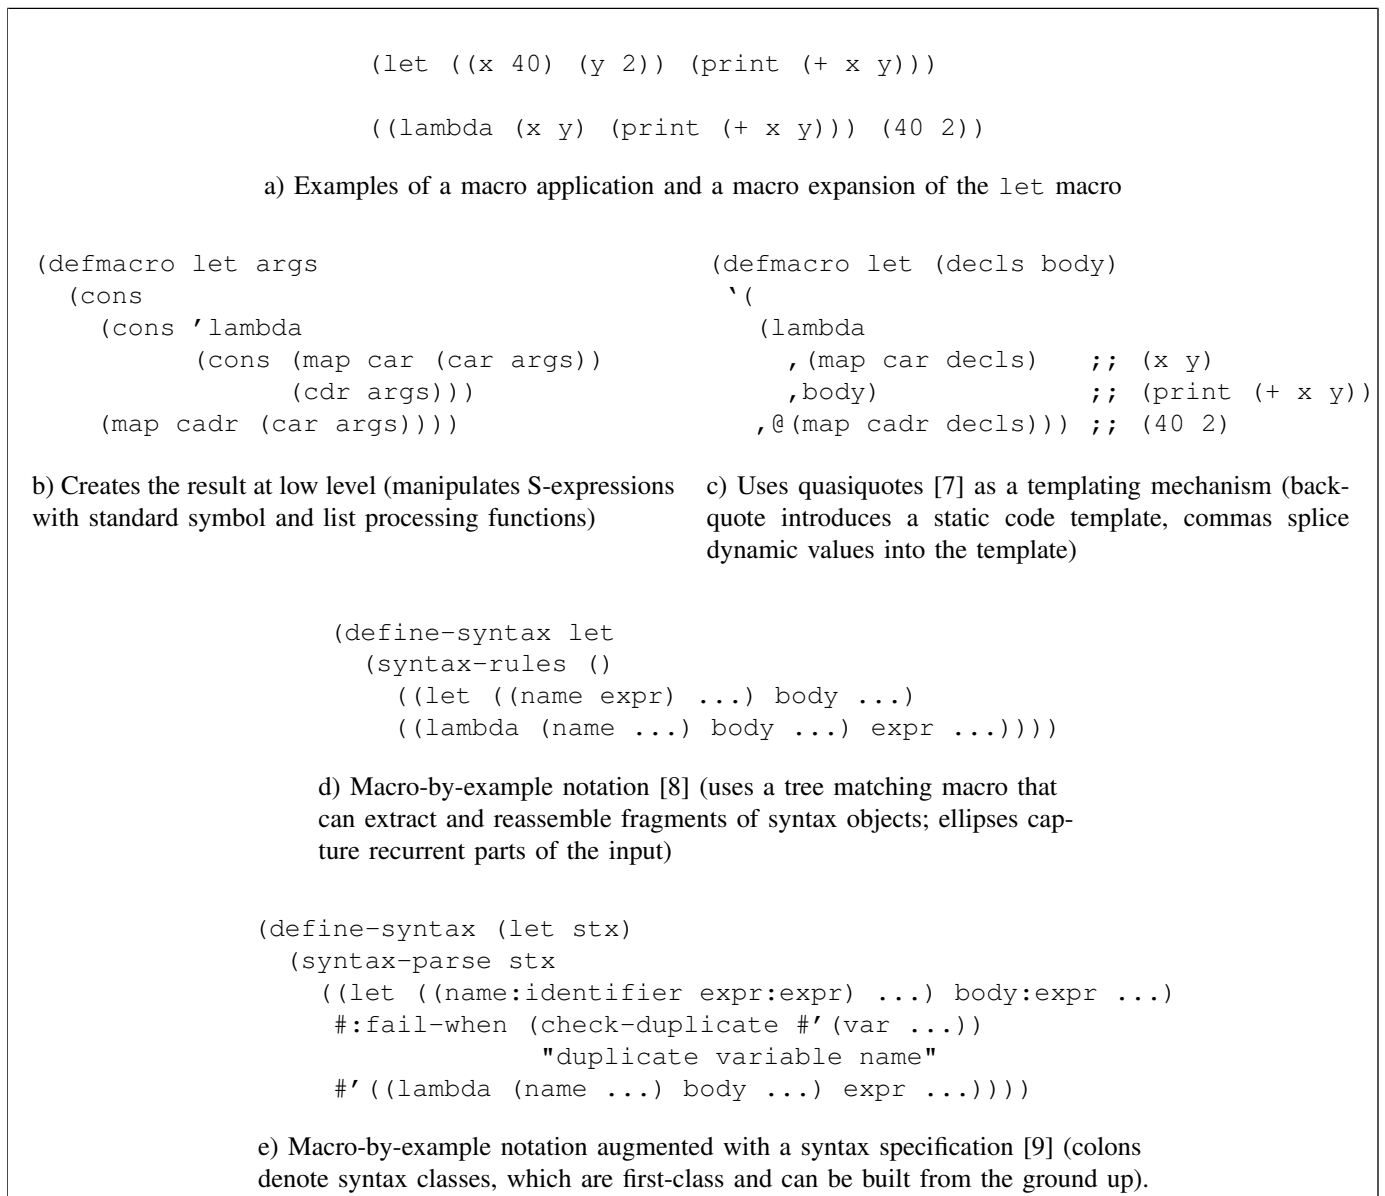 (let ((x 40) (y 2)) (print (+ x y)))
((lambda (x y) (print (+ x y))) (40 2))
a) Examples of a macro application and a macro expansion of the let macro
(defmacro let args
(cons
(cons ’lambda
(cons (map car (car args))
(cdr args)))
(map cadr (car args))))
b) Creates the result at low level (manipulates S-expressions
with standard symbol and list processing functions)
(defmacro let (decls body)
‵(
(lambda
,(map car decls) ;; (x y)
,body) ;; (print (+ x y))
,@(map cadr decls))) ;; (40 2)
c) Uses quasiquotes [7] as a templating mechanism (back-
quote introduces a static code template, commas splice
dynamic values into the template)
(define-syntax let
(syntax-rules ()
((let ((name expr) ...) body ...)
((lambda (name ...) body ...) expr ...))))
d) Macro-by-example notation [8] (uses a tree matching macro that
can extract and reassemble fragments of syntax objects; ellipses cap-
ture recurrent parts of the input)
(define-syntax (let stx)
(syntax-parse stx
((let ((name:identifier expr:expr) ...) body:expr ...)
#:fail-when (check-duplicate #’(var ...))
"duplicate variable name"
#’((lambda (name ...) body ...) expr ...))))
e) Macro-by-example notation augmented with a syntax specification [9] (colons
denote syntax classes, which are first-class and can be built from the ground up).